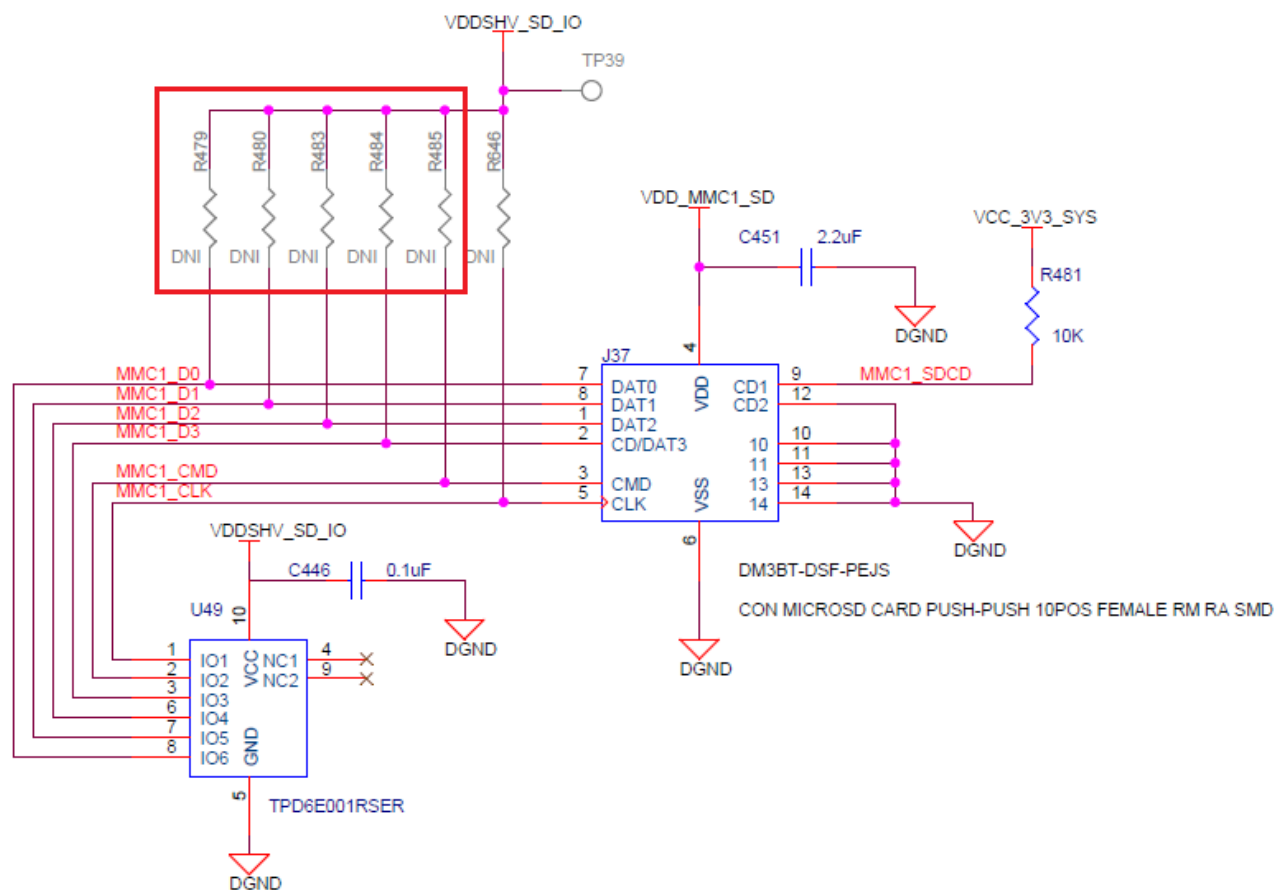 VDDSHV_SD_IO
TP39
R479
R480
R483
R484
R485
R646
DNI
DNI
DNI
DNI
DNI
DNI
VDD_MMC1_SD
C451
2.2uF
DGND
VCC_3V3_SYS
R481
10K
J37
4
VDD
MMC1_D0
7
DAT0
CD1
9
MMC1_SDCD
MMC1_D1
8
DAT1
CD2
12
MMC1_D2
1
DAT2
MMC1_D3
2
CD/DAT3
10
10
11
11
MMC1_CMD
3
CMD
13
13
MMC1_CLK
5
CLK
14
14
VSS
6
DGND
DGND
DM3BT-DSF-PEJS
CON MICROSD CARD PUSH-PUSH 10POS FEMALE RM RA SMD
VDDSHV_SD_IO
C446
0.1uF
DGND
U49
10
VCC
1
IO1
NC1
4
2
IO2
NC2
9
3
IO3
6
IO4
7
IO5
8
IO6
GND
5
TPD6E001RSER
DGND